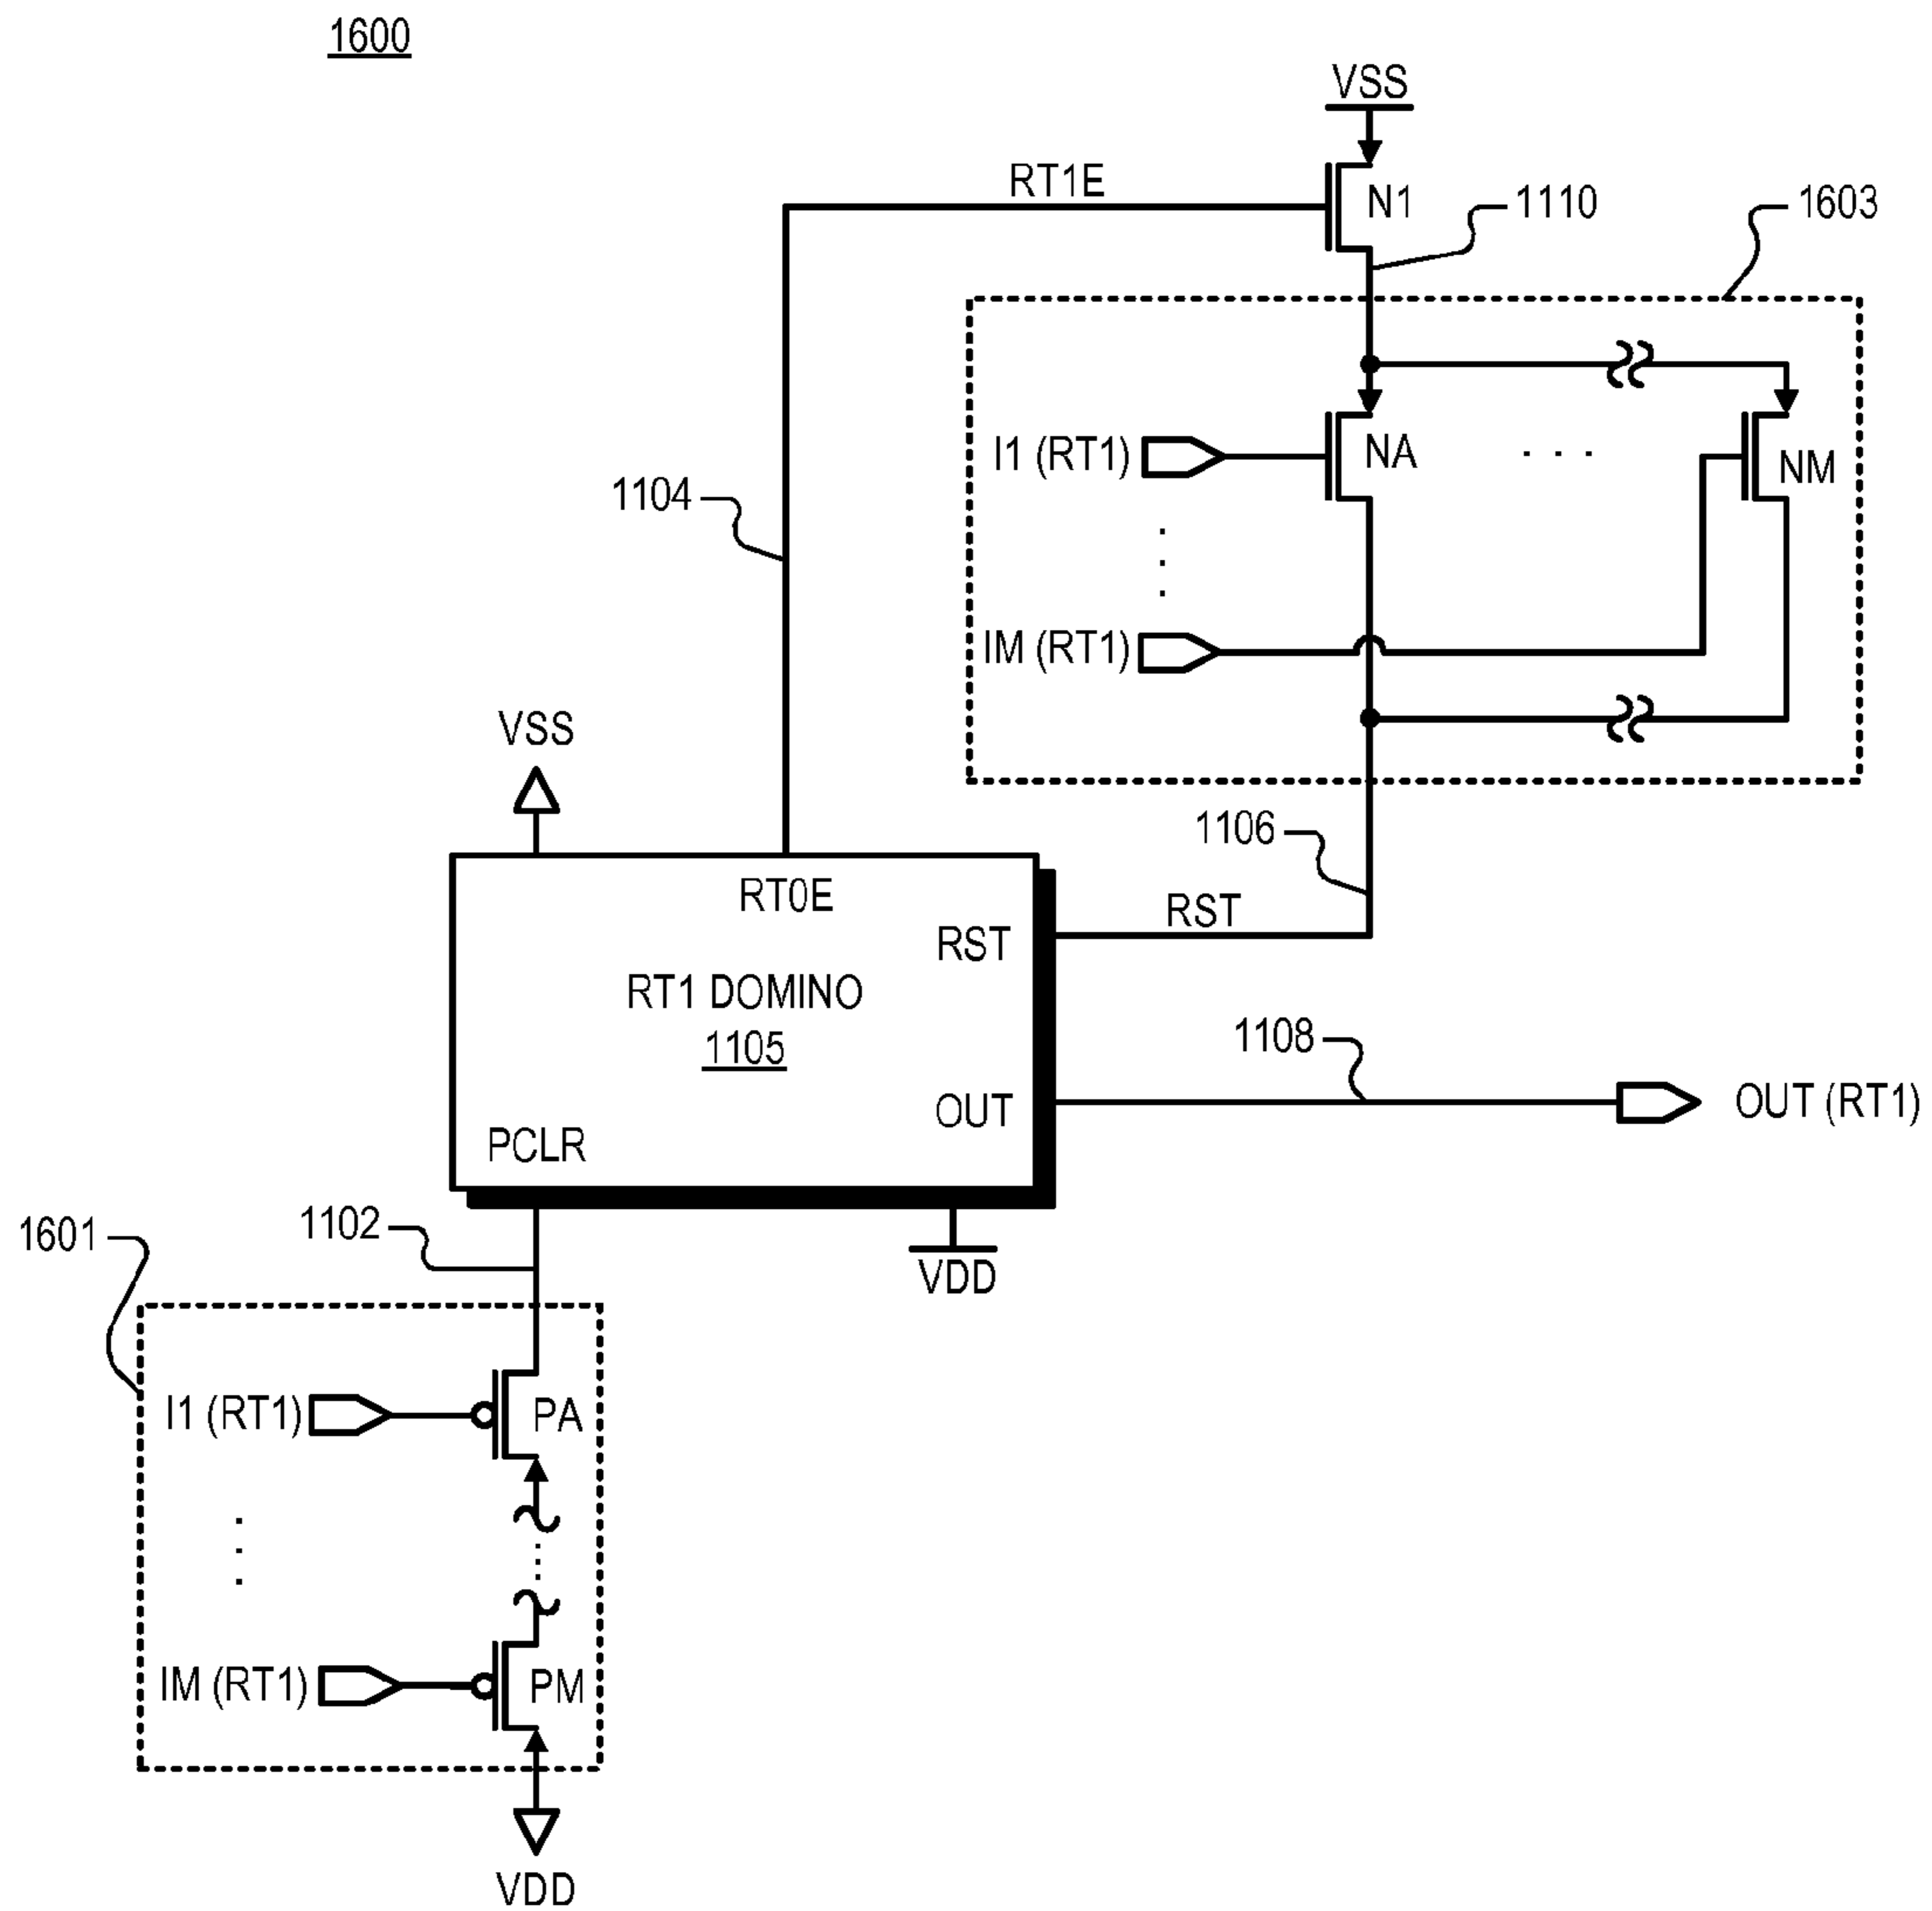 1600
VSS
RT1E
N1
1110
1603
I1 (RT1)
NA
. . .
NM
1104
.
.
.
IM (RT1)
VSS
1106
RT0E
RST
RST
RT1 DOMINO
1105
1108
OUT
OUT (RT1)
PCLR
1601
1102
VDD
I1 (RT1)
PA
.
.
.
IM (RT1)
PM
VDD